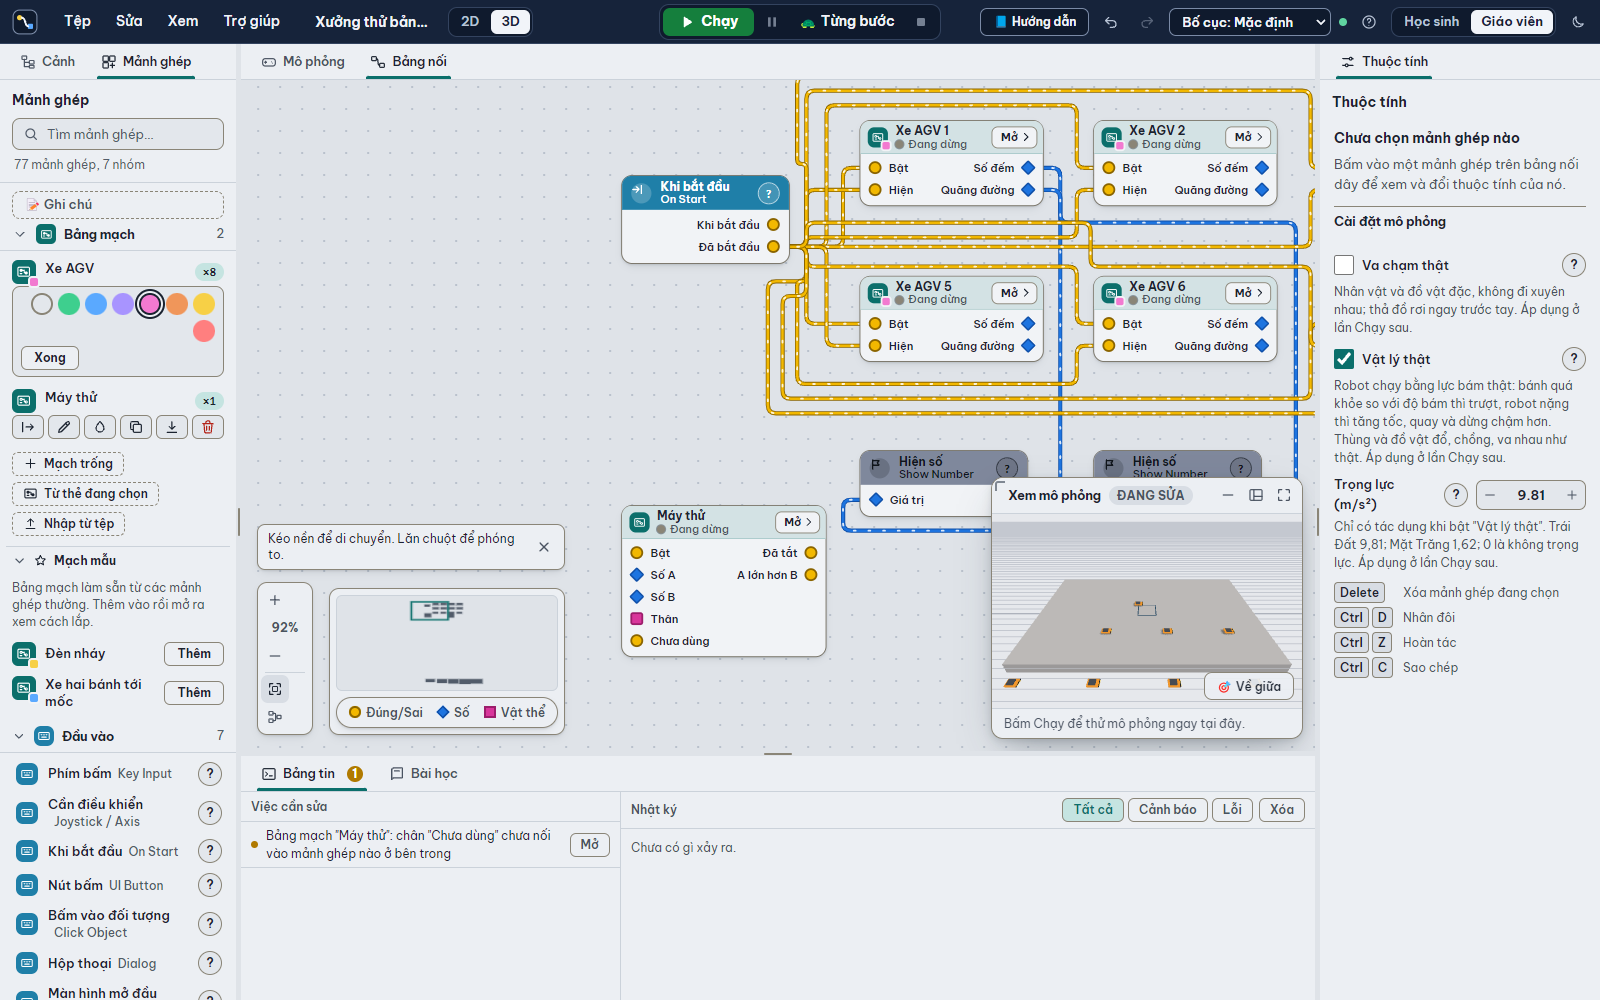 Tệp
Sửa
Xem
Trợ giúp
Xưởng thử bản...
2D
3D
Chạy
Từng bước
Hướng dẫn
Bố cục: Mặc định
Học sinh
Giáo viên
Cảnh
Mảnh ghép
Mô phỏng
Bảng nối
Thuộc tính
Mảnh ghép
Tìm mảnh ghép...
77 mảnh ghép, 7 nhóm
Ghi chú
Bảng mạch
2
Xe AGV
×8
Xong
Máy thử
×1
Mạch trống
Từ thẻ đang chọn
Nhập từ tệp
Mạch mẫu
Bảng mạch làm sẵn từ các mảnh
ghép thường. Thêm vào rồi mở ra
xem cách lắp.
Đèn nháy
Thêm
Xe hai bánh tới
mốc
Thêm
Đầu vào
7
Phím bấm Key Input
?
Cần điều khiển
Joystick / Axis
?
Khi bắt đầu On Start
?
Nút bấm UI Button
?
Bấm vào đối tượng
Click Object
?
Hộp thoại Dialog
?
Màn hình mở đầu
Khi bắt đầu
On Start
?
Khi bắt đầu
Đã bắt đầu
Xe AGV 1
Đang dừng
Mở
Bật
Số đếm
Hiện
Quãng đường
Xe AGV 2
Đang dừng
Mở
Bật
Số đếm
Hiện
Quãng đường
Xe AGV 5
Đang dừng
Mở
Bật
Số đếm
Hiện
Quãng đường
Xe AGV 6
Đang dừng
Mở
Bật
Số đếm
Hiện
Quãng đường
Hiện số
Show Number
?
Giá trị
Hiện số
Show Number
?
Máy thử
Đang dừng
Mở
Bật
Đã tắt
Số A
A lớn hơn B
Số B
Thân
Chưa dùng
Kéo nền để di chuyển. Lăn chuột để phóng
to.
92%
Đúng/Sai
Số
Vật thể
Xem mô phỏng
ĐANG SỬA
Về giữa
Bấm Chạy để thử mô phỏng ngay tại đây.
Bảng tin
1
Bài học
Việc cần sửa
Bảng mạch "Máy thử": chân "Chưa dùng" chưa nối
vào mảnh ghép nào ở bên trong
Mở
Nhật ký
Tất cả
Cảnh báo
Lỗi
Xóa
Chưa có gì xảy ra.
Thuộc tính
Chưa chọn mảnh ghép nào
Bấm vào một mảnh ghép trên bảng nối
dây để xem và đổi thuộc tính của nó.
Cài đặt mô phỏng
Va chạm thật
?
Nhân vật và đồ vật đặc, không đi xuyên
nhau; thả đồ rơi ngay trước tay. Áp dụng ở
lần Chạy sau.
Vật lý thật
?
Robot chạy bằng lực bám thật: bánh quá
khỏe so với độ bám thì trượt, robot nặng
thì tăng tốc, quay và dừng chậm hơn.
Thùng và đồ vật đổ, chồng, va nhau như
thật. Áp dụng ở lần Chạy sau.
Trọng lực
(m/s²)
?
9.81
Chỉ có tác dụng khi bật "Vật lý thật". Trái
Đất 9,81; Mặt Trăng 1,62; 0 là không trọng
lực. Áp dụng ở lần Chạy sau.
Delete
Xóa mảnh ghép đang chọn
Ctrl
D
Nhân đôi
Ctrl
Z
Hoàn tác
Ctrl
C
Sao chép